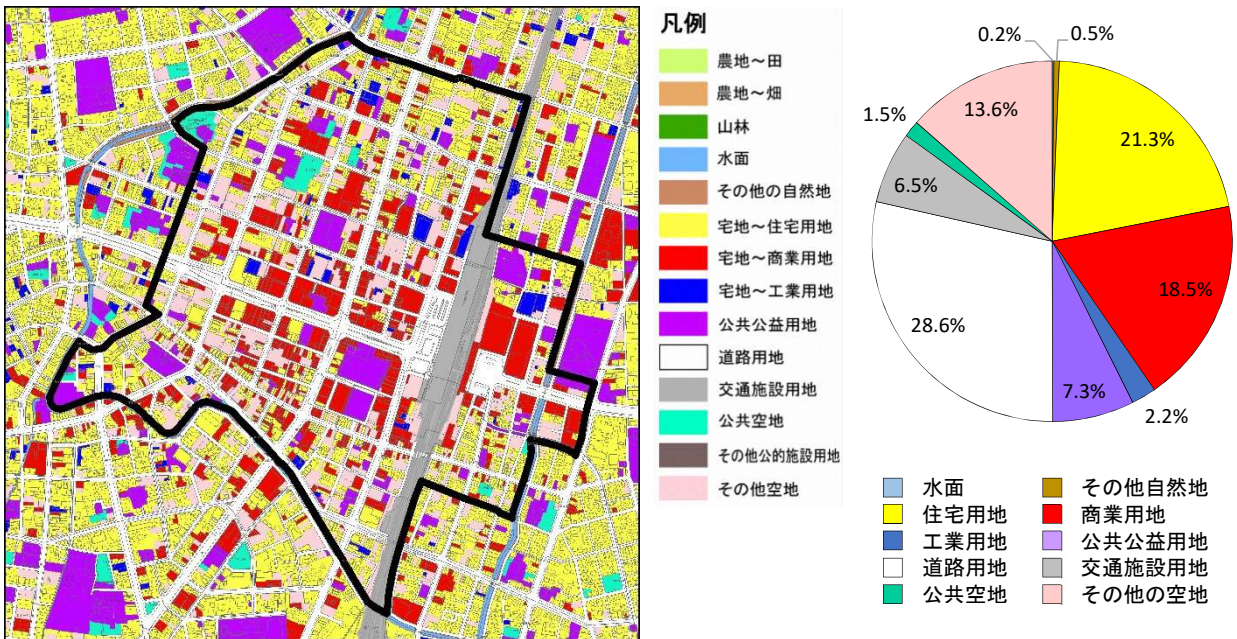 凡例
農地～田
農地～畑
山林
水面
その他の自然地
宅地～住宅用地
宅地～商業用地
宅地～工業用地
公共公益用地
道路用地
交通施設用地
公共空地
その他公的施設用地
その他空地
0.2%
0.5%
21.3%
18.5%
2.2%
7.3%
28.6%
6.5%
1.5%
13.6%
水面
その他自然地
住宅用地
商業用地
工業用地
公共公益用地
道路用地
交通施設用地
公共空地
その他の空地